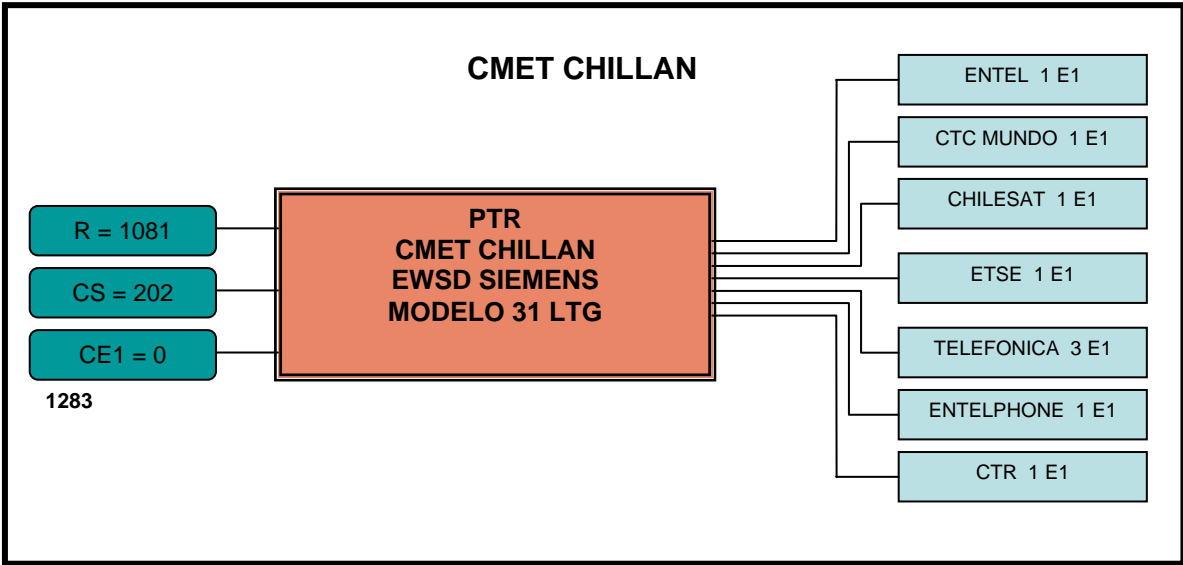 CMET CHILLAN
R = 1081
CS = 202
CE1 = 0
1283
PTR
CMET CHILLAN
EWSD SIEMENS
MODELO 31 LTG
ENTEL 1 E1
CTC MUNDO 1 E1
CHILESAT 1 E1
ETSE 1 E1
TELEFONICA 3 E1
ENTELPHONE 1 E1
CTR 1 E1